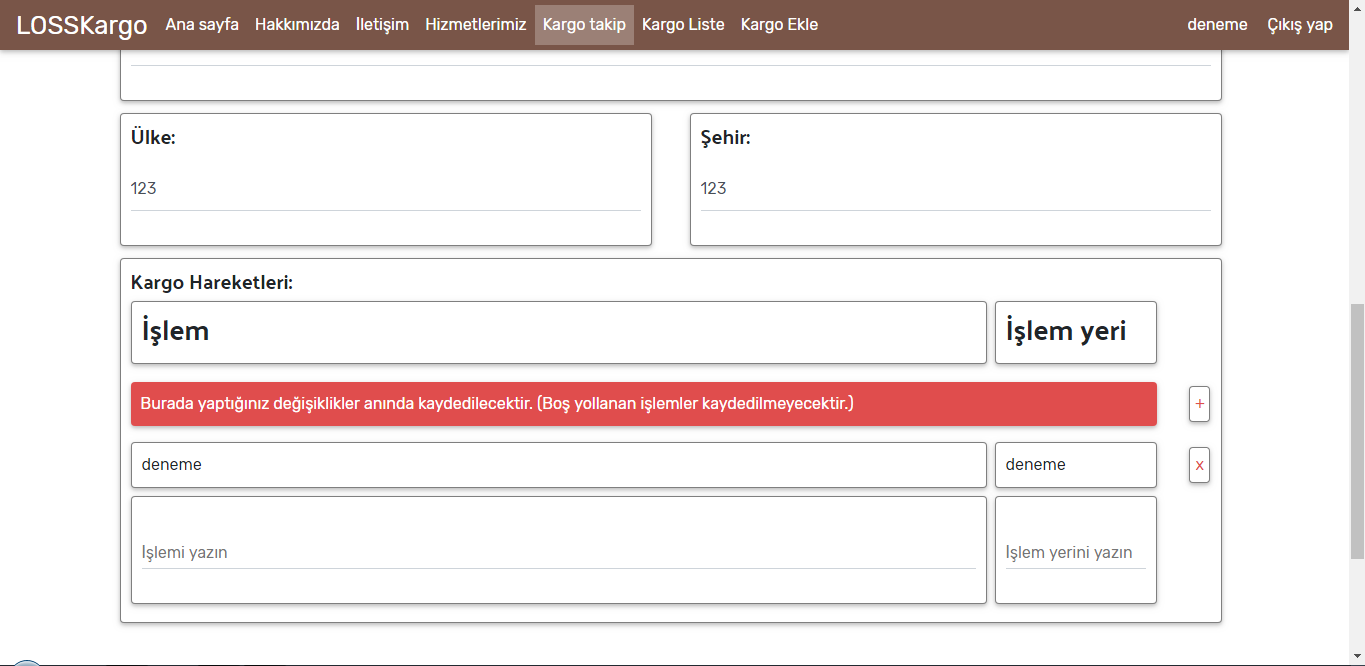 LOSSKargo Ana sayfa Hakkımızda İletişim Hizmetlerimiz Kargo takip Kargo Liste Kargo Ekle deneme Çıkış yap
Ülke: Şehir:
123 123
Kargo Hareketleri:
İşlem İşlem yeri
Burada yaptığınız değişiklikler anında kaydedilecektir. (Boş yollanan işlemler kaydedilmeyecektir.) +
deneme deneme x
İşlemi yazın İşlem yerini yazın